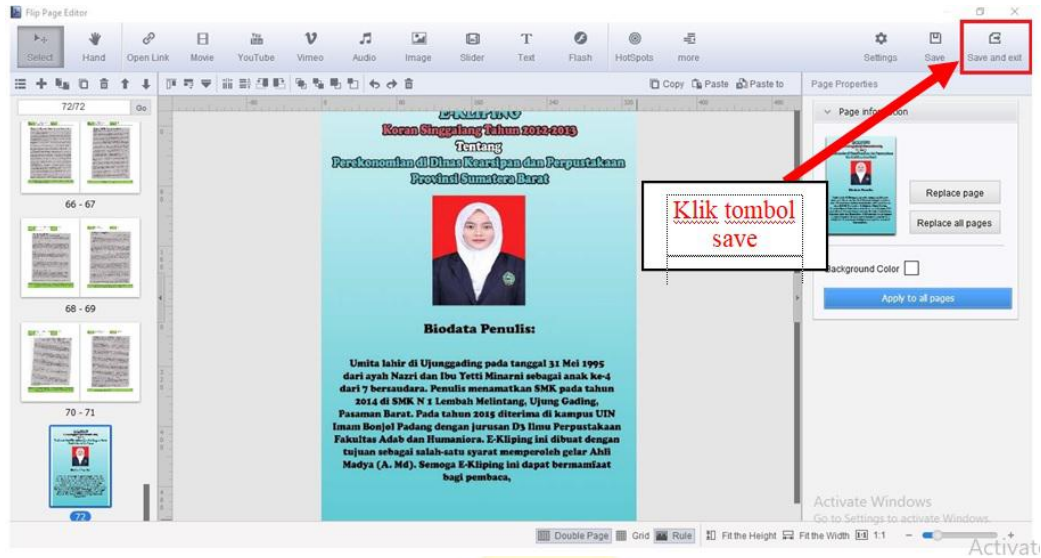 Flip Page Editor
Select Hand Open Link Movie YouTube Vimeo Audio Image Slider Text Flash HotSpots more Settings Save Save and exit
Copy Paste Paste to Page Properties
72/72 Go
Page information
E-KLIPING
Koran Singgalang Tahun 2012-2013
Tentang
Perekonomian di Dinas Kearsipan dan Perpustakaan
Provinsi Sumatera Barat
66 - 67
Klik tombol
save
Replace page
Replace all pages
Background Color
Apply to all pages
68 - 69
Biodata Penulis:
Umita lahir di Ujunggading pada tanggal 31 Mei 1995
dari ayah Nazri dan Ibu Yetti Minarni sebagai anak ke-4
dari 7 bersaudara. Penulis menamatkan SMK pada tahun
2014 di SMK N 1 Lembah Melintang, Ujung Gading,
Pasaman Barat. Pada tahun 2015 diterima di kampus UIN
Imam Bonjol Padang dengan jurusan D3 Ilmu Perpustakaan
Fakultas Adab dan Humaniora. E-Kliping ini dibuat dengan
tujuan sebagai salah-satu syarat memperoleh gelar Ahli
Madya (A. Md). Semoga E-Kliping ini dapat bermamfaat
bagi pembaca,
70 - 71
72
Activate Windows
Go to Settings to activate Windows.
Double Page Grid Rule Fit the Height Fit the Width 1:1
Activat